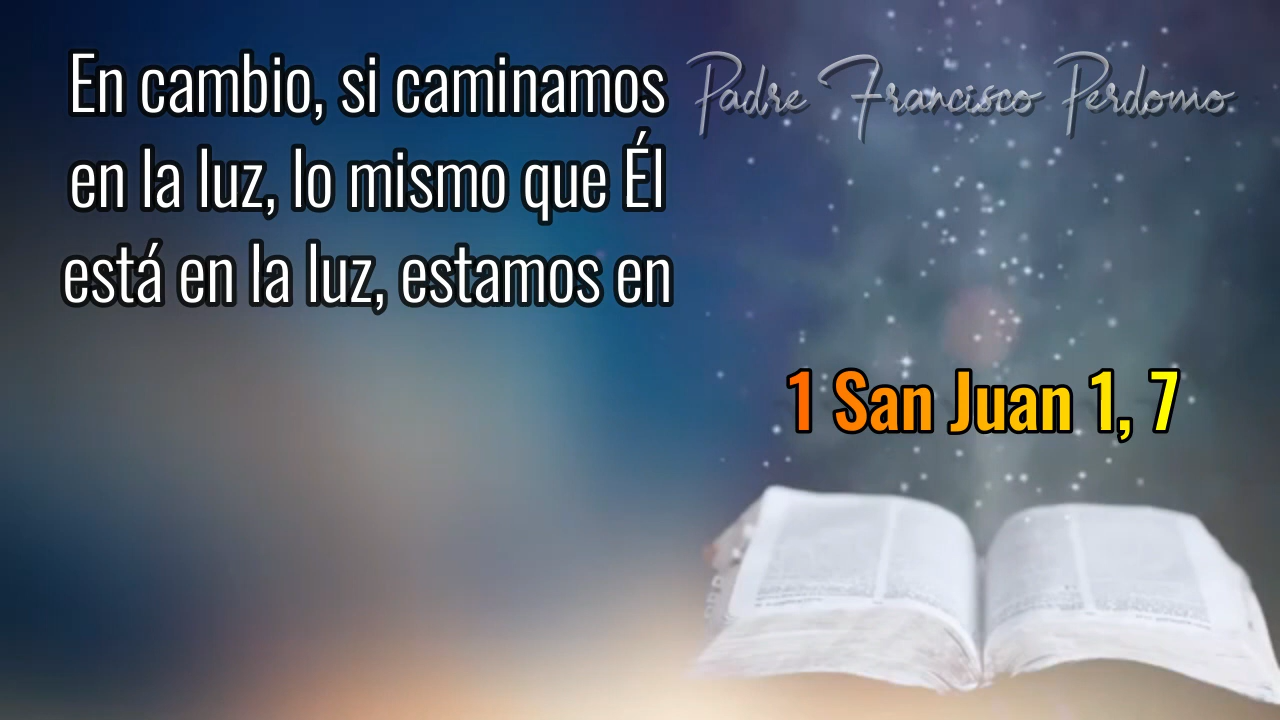 En cambio, si caminamos
en la luz, lo mismo que Él
está en la luz, estamos en
Padre Francisco Perdomo
1 San Juan 1, 7